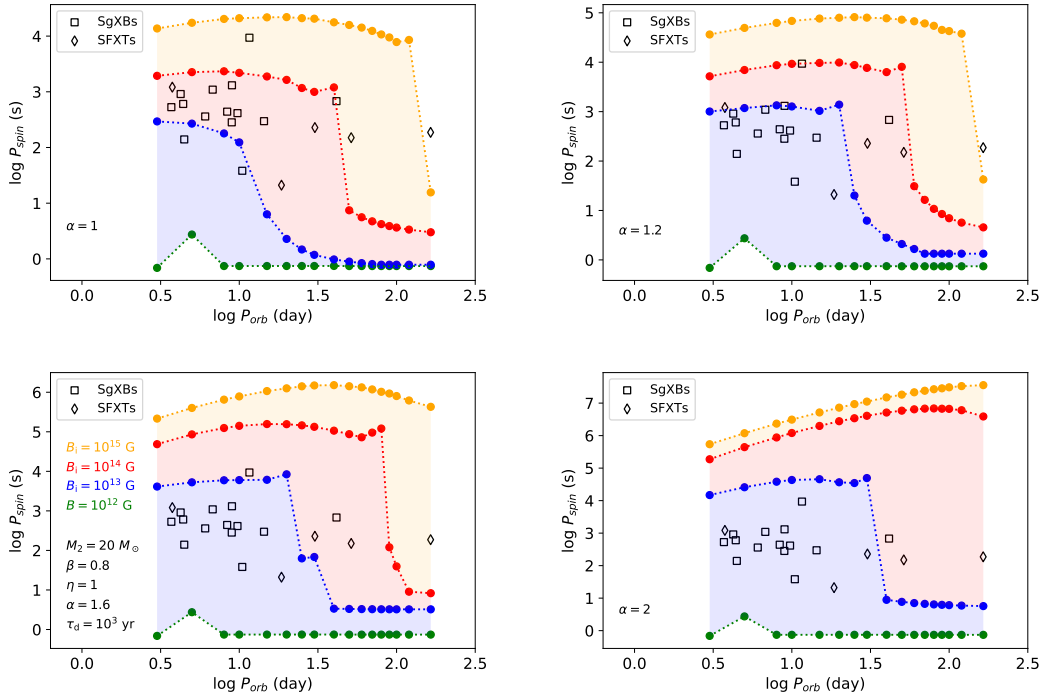 SgXBs
SFXTs
α = 1
4
3
2
1
0
log P_spin (s)
0.0 0.5 1.0 1.5 2.0 2.5
log P_orb (day)
SgXBs
SFXTs
α = 1.2
5
4
3
2
1
0
log P_spin (s)
0.0 0.5 1.0 1.5 2.0 2.5
log P_orb (day)
SgXBs
SFXTs
B_i = 10^15 G
B_i = 10^14 G
B_i = 10^13 G
B = 10^12 G
M_2 = 20 M_⊙
β = 0.8
η = 1
α = 1.6
τ_d = 10^3 yr
6
5
4
3
2
1
0
log P_spin (s)
0.0 0.5 1.0 1.5 2.0 2.5
log P_orb (day)
SgXBs
SFXTs
α = 2
7
6
5
4
3
2
1
0
log P_spin (s)
0.0 0.5 1.0 1.5 2.0 2.5
log P_orb (day)